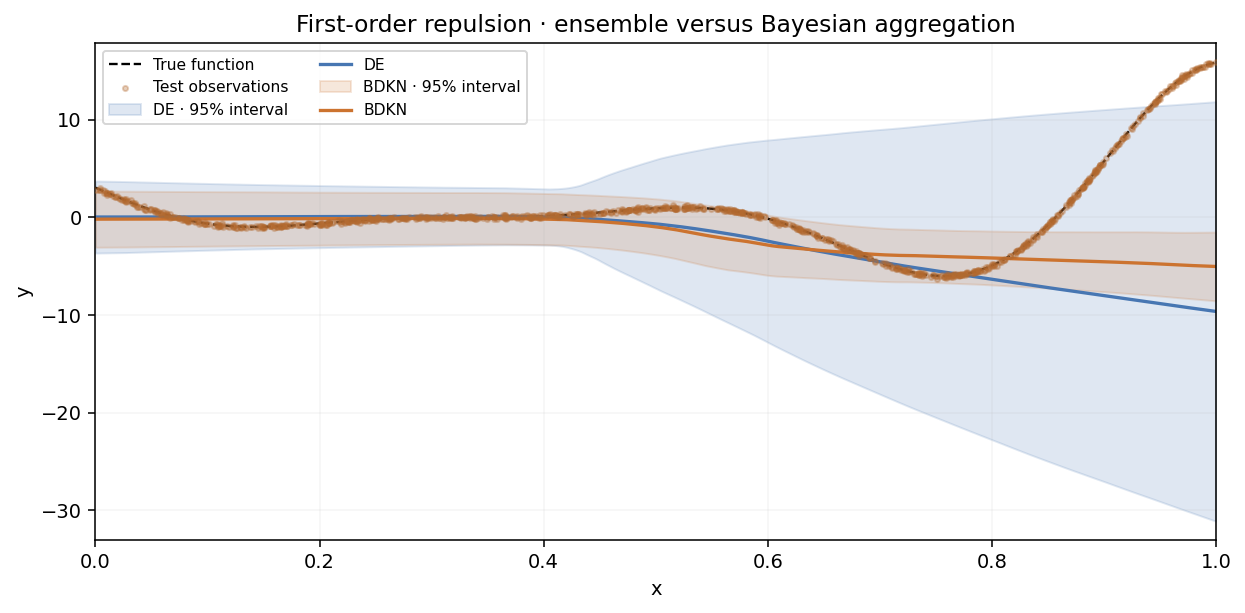 First-order repulsion · ensemble versus Bayesian aggregation
True function
Test observations
DE · 95% interval
DE
BDKN · 95% interval
BDKN
y
10
0
−10
−20
−30
0.0 0.2 0.4 0.6 0.8 1.0
x